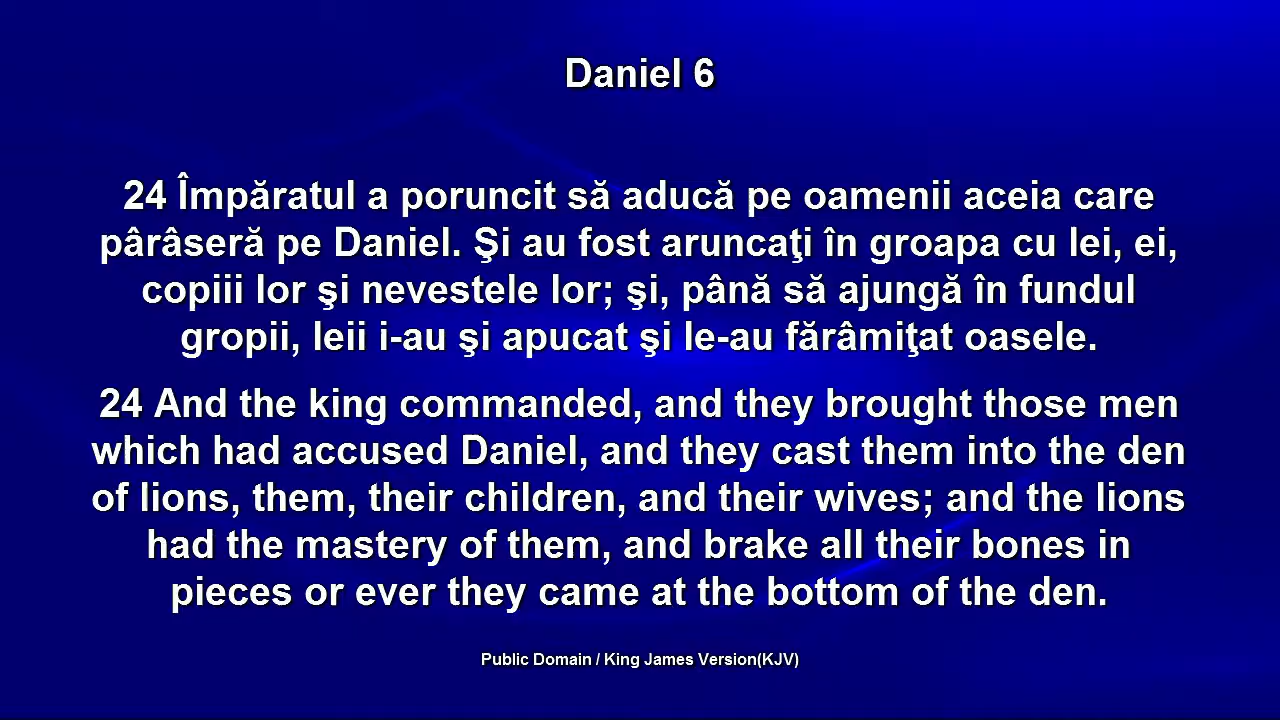 Daniel 6
24 Împăratul a poruncit să aducă pe oamenii aceia care
pârâseră pe Daniel. Şi au fost aruncaţi în groapa cu lei, ei,
copiii lor şi nevestele lor; şi, până să ajungă în fundul
gropii, leii i-au şi apucat şi le-au fărâmiţat oasele.
24 And the king commanded, and they brought those men
which had accused Daniel, and they cast them into the den
of lions, them, their children, and their wives; and the lions
had the mastery of them, and brake all their bones in
pieces or ever they came at the bottom of the den.
Public Domain / King James Version(KJV)